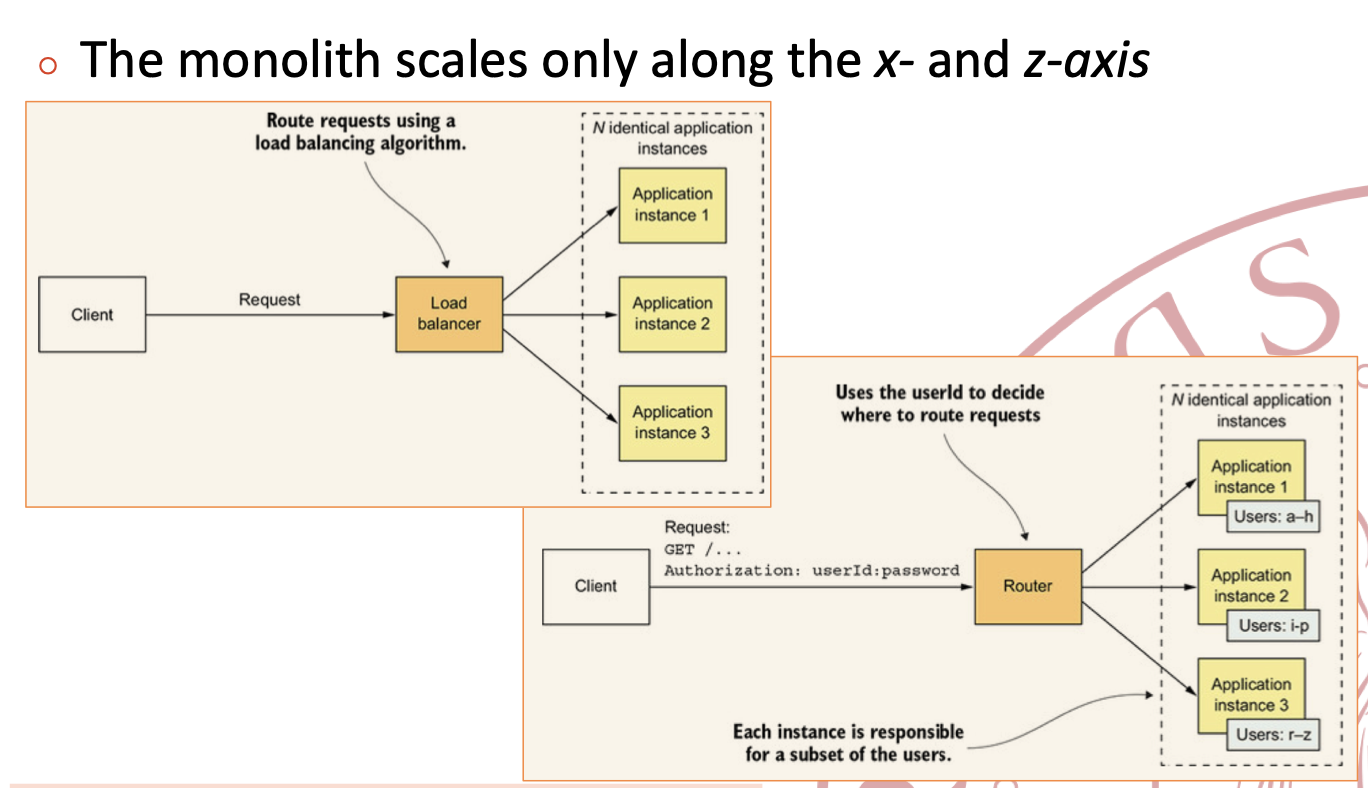 The monolith scales only along the x- and z-axis
Route requests using a
load balancing algorithm.
N identical application
instances
Client
Request
Load
balancer
Application
instance 1
Application
instance 2
Application
instance 3
Uses the userId to decide
where to route requests
N identical application
instances
Request:
GET /...
Authorization: userId:password
Client
Router
Application
instance 1
Users: a–h
Application
instance 2
Users: i-p
Application
instance 3
Users: r–z
Each instance is responsible
for a subset of the users.